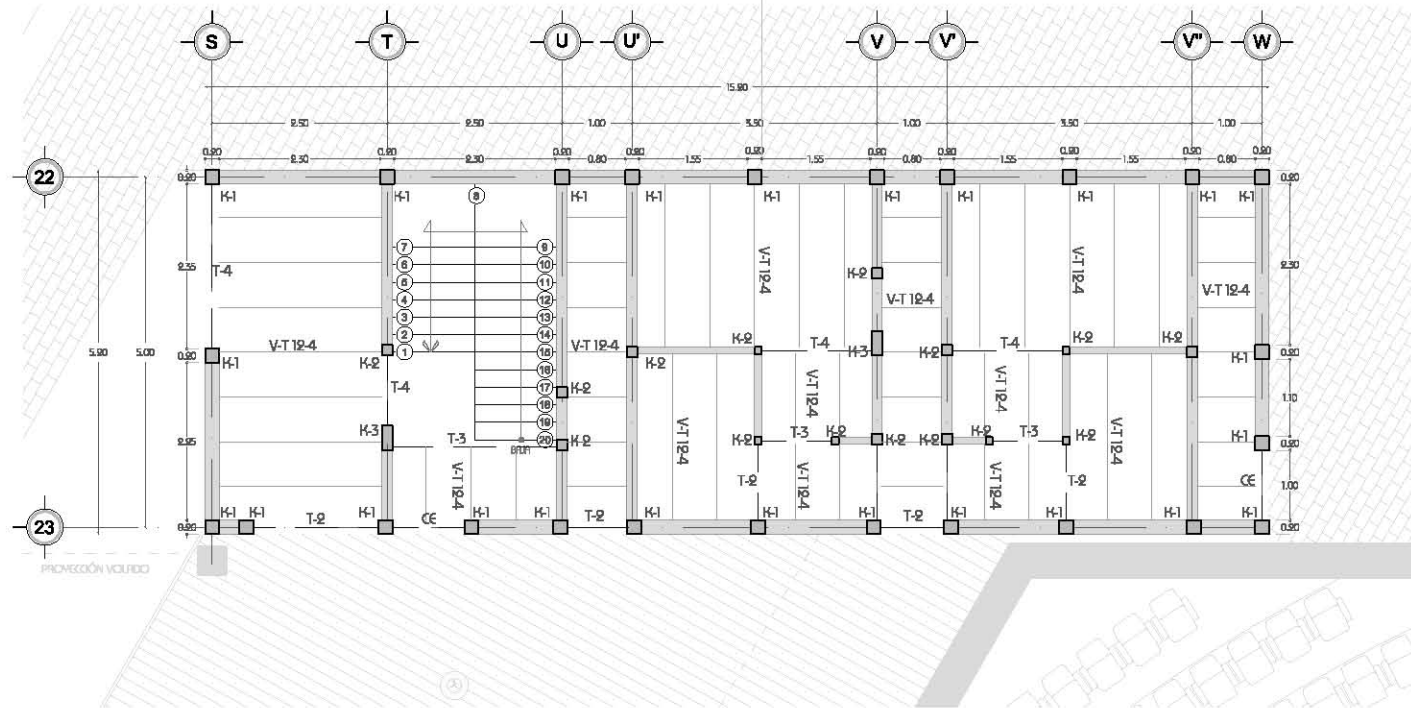 S T U U' V V' V" W
15.20
2.50 2.50 1.00 3.50 1.00 3.50 1.00
0.20 0.20 0.20 0.20 0.20 0.20 0.20 0.20 0.20 0.20
2.30 2.30 0.80 1.55 1.55 0.80 1.55 1.55 0.80
22 0.20 0.20
K-1 K-1 8 K-1 K-1 K-1 K-1 K-1 K-1 K-1 K-1
7 9
6 10
2.35 T-4 5 11 V-T 12-4 K-2 V-T 12-4 2.30
4 12 V-T 12-4 V-T 12-4
3 13
2 14
V-T 12-4 1 15 V-T 12-4 K-2 T-4 K-3 K-2 T-4 K-2 K-2
5.20 5.00 0.20 K-1 K-2 K-2 K-1 0.20
16
T-4 17 K-2 V-T 12-4 V-T 12-4 1.10
18
K-3 19 V-T 12-4 V-T 12-4
T-3 20 K-2 K-2 T-3 K-2 K-2 K-2 K-2 T-3 K-2 K-1 0.20
BAJA
2.25 V-T 12-4 T-2 V-T 12-4 V-T 12-4 T-2 CE 1.00
K-1 K-1 T-2 K-1 CE K-1 K-1 T-2 K-1 K-1 K-1 T-2 K-1 K-1 K-1 K-1
23 0.20 0.20
PROYECCIÓN VOLADO